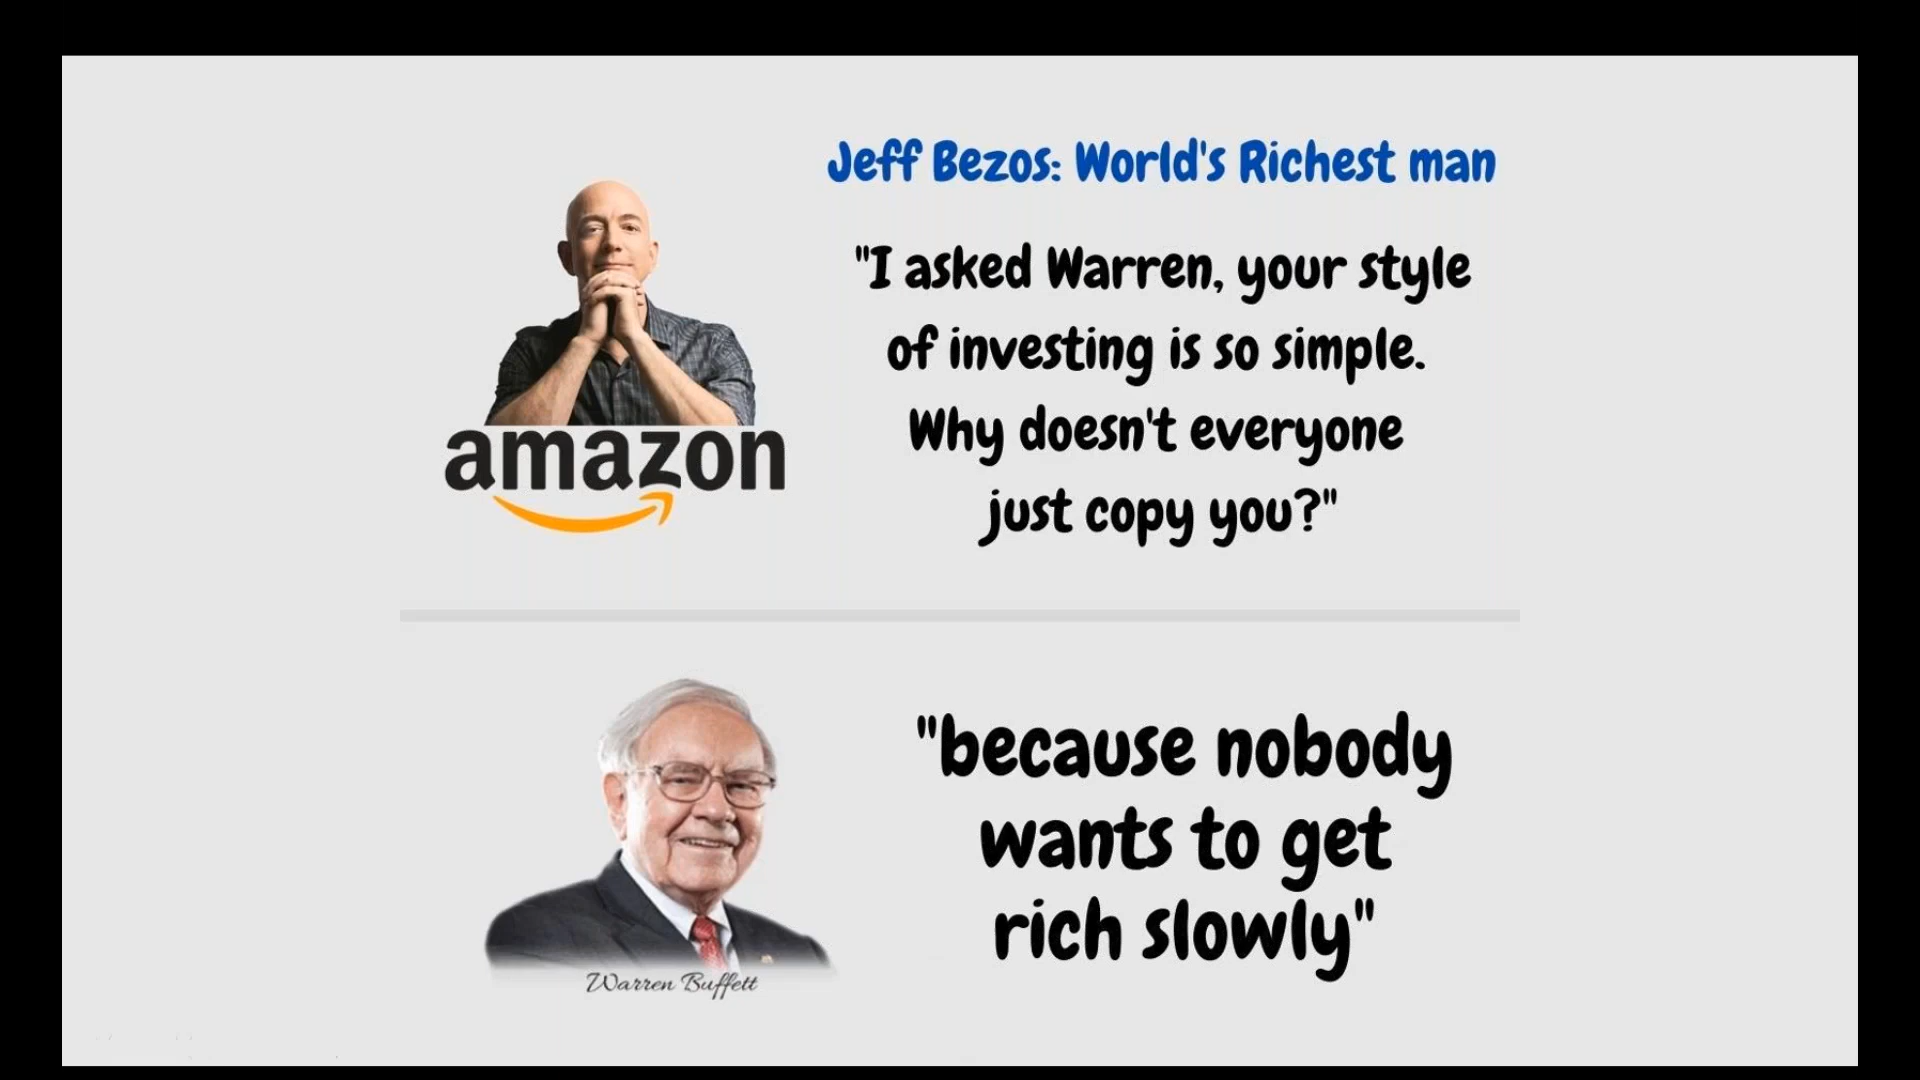 Jeff Bezos: World's Richest man
"I asked Warren, your style
of investing is so simple.
Why doesn't everyone
just copy you?"
amazon
"because nobody
wants to get
rich slowly"
Warren Buffett